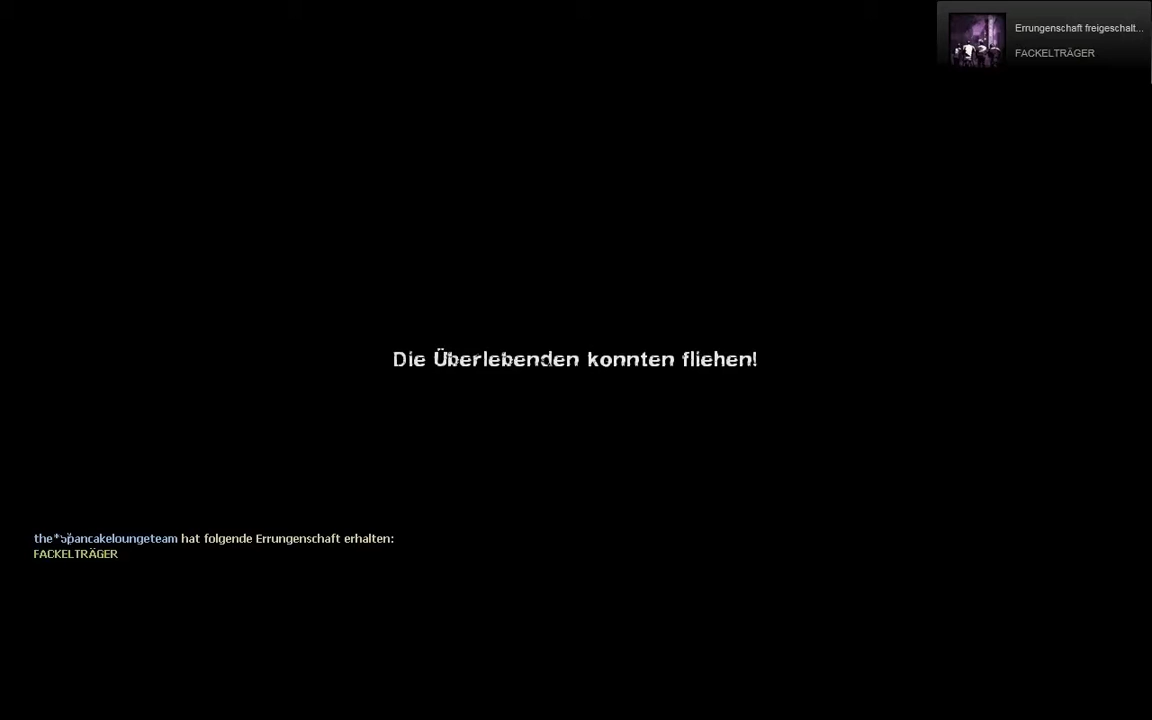 Errungenschaft freigeschalt...
FACKELTRÄGER
Die Überlebenden konnten fliehen!
hat folgende Errungenschaft erhalten:
FACKELTRÄGER